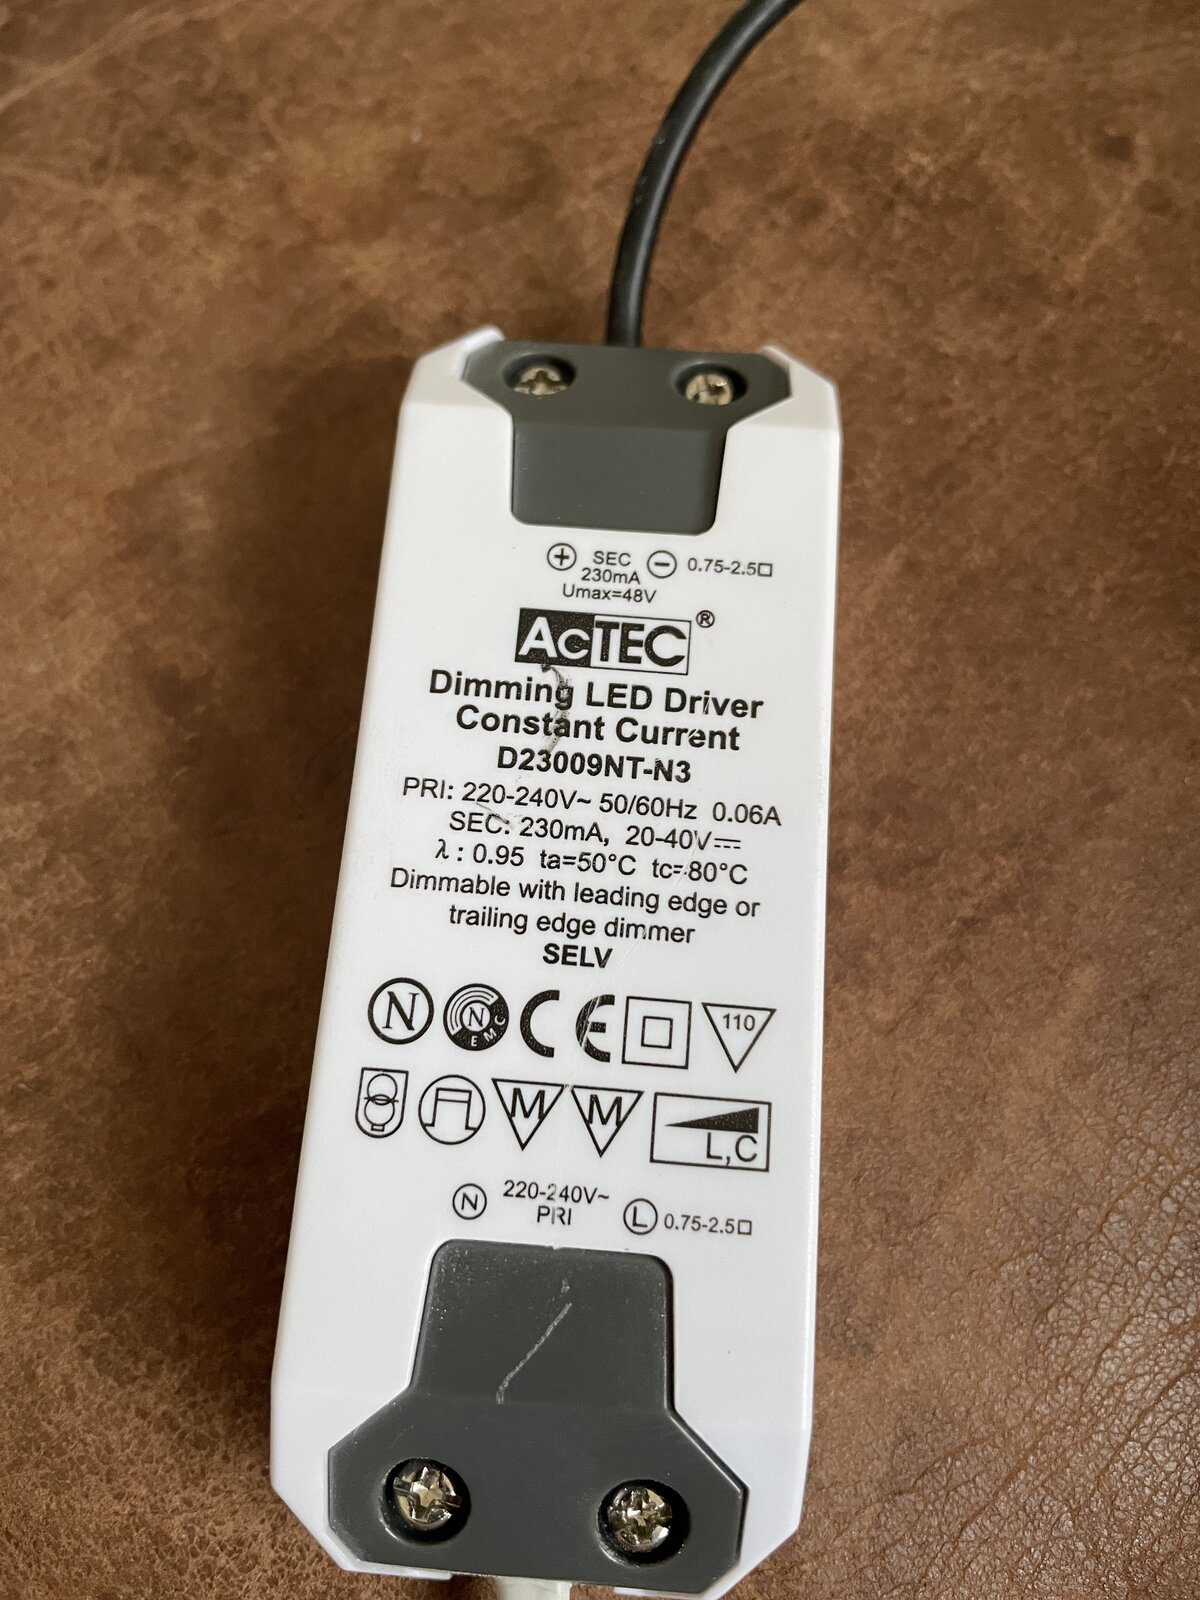 + SEC − 0.75-2.5□
230mA
Umax=48V
ACTEC®
Dimming LED Driver
Constant Current
D23009NT-N3
PRI: 220-240V~ 50/60Hz 0.06A
SEC: 230mA, 20-40V⎓
λ : 0.95 ta=50°C tc=80°C
Dimmable with leading edge or
trailing edge dimmer
SELV
N N EMC CE 110
M M L,C
N 220-240V~ L 0.75-2.5□
PRI